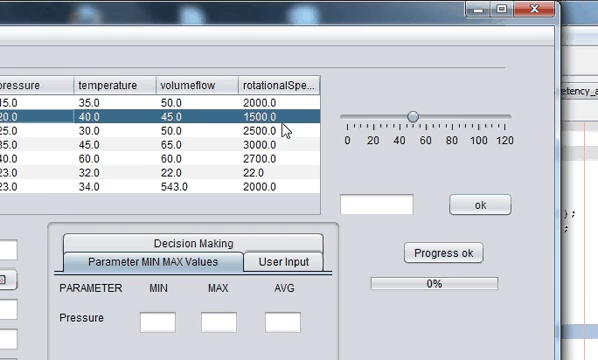 pressure temperature volumeflow rotationalSpe...
15.0 35.0 50.0 2000.0
20.0 40.0 45.0 1500.0
25.0 30.0 50.0 2500.0
35.0 45.0 65.0 3000.0
40.0 60.0 60.0 2700.0
23.0 32.0 22.0 22.0
23.0 34.0 543.0 2000.0
0 20 40 60 80 100 120
ok
Decision Making
Parameter MIN MAX Values User Input
Progress ok
0%
PARAMETER MIN MAX AVG
Pressure
etency_a
);
;